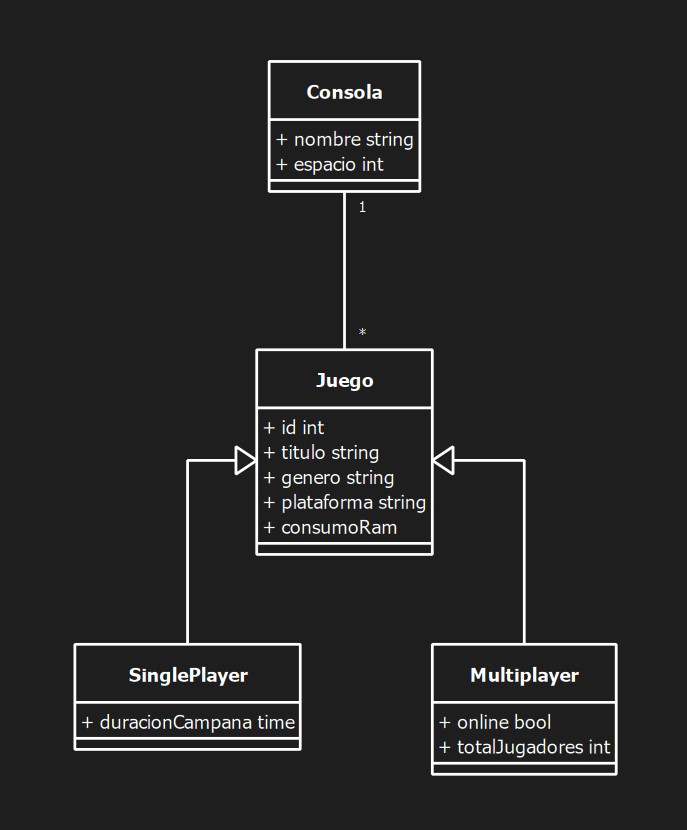 Consola
+ nombre string
+ espacio int
1
*
Juego
+ id int
+ titulo string
+ genero string
+ plataforma string
+ consumoRam
SinglePlayer
+ duracionCampana time
Multiplayer
+ online bool
+ totalJugadores int